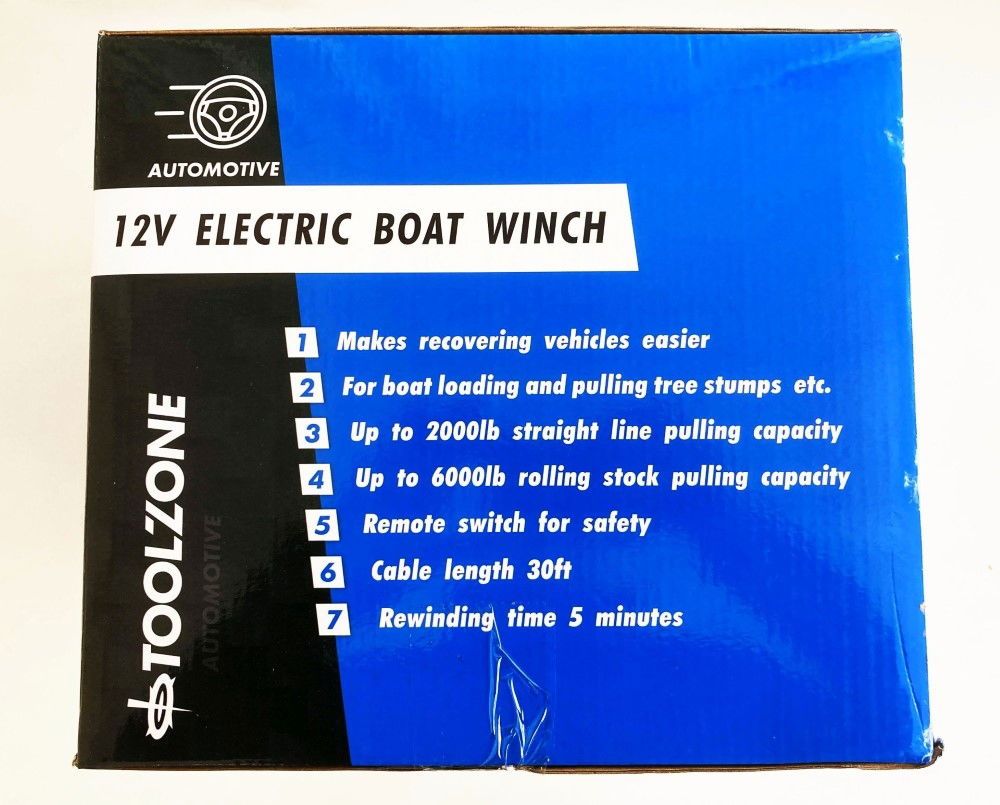 AUTOMOTIVE
12V ELECTRIC BOAT WINCH
1 Makes recovering vehicles easier
2 For boat loading and pulling tree stumps etc.
3 Up to 2000lb straight line pulling capacity
4 Up to 6000lb rolling stock pulling capacity
5 Remote switch for safety
6 Cable length 30ft
7 Rewinding time 5 minutes
TOOLZONE
AUTOMOTIVE